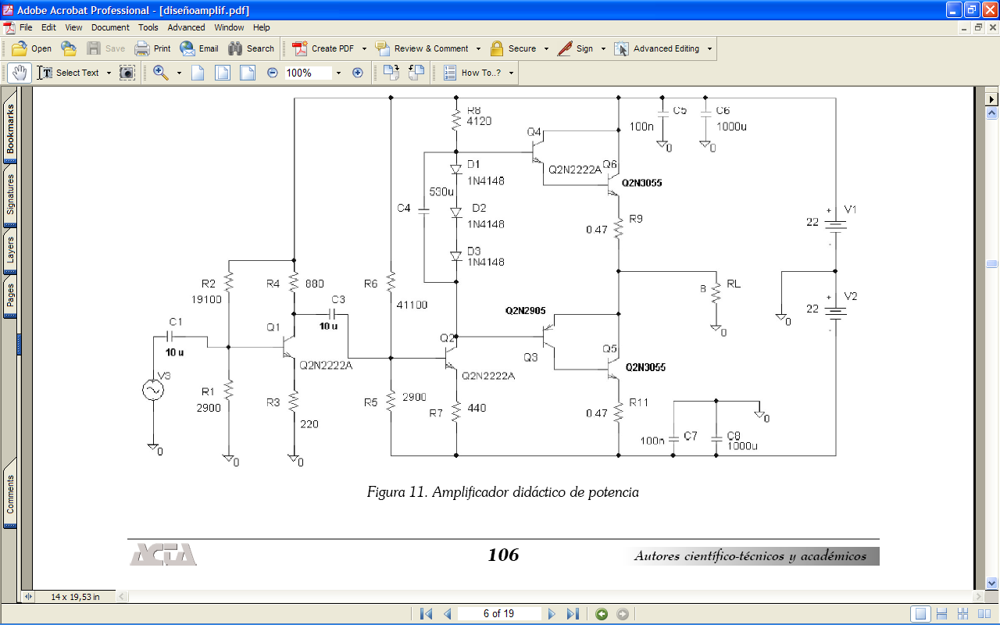 Adobe Acrobat Professional - [diseñoamplif.pdf]
File Edit View Document Tools Advanced Window Help
Open Save Print Email Search Create PDF Review & Comment Secure Sign Advanced Editing
Select Text 100% How To..?
Bookmarks
Signatures
Layers
Pages
Comments
R8
4120
Q4
Q2N2222A
Q6
Q2N3055
100n
C5
C6
1000u
0
0
D1
1N4148
530u
C4
D2
1N4148
D3
1N4148
R9
0.47
V1
+
22
-
R2
19100
R4
880
R6
41100
C3
10 u
Q2N2905
8
RL
0
0
V2
+
22
-
C1
10 u
Q1
Q2N2222A
Q2
Q2N2222A
Q3
Q5
Q2N3055
V3
0
R1
2900
0
R3
220
0
R5
2900
R7
440
R11
0.47
100n
C7
C8
1000u
0
Figura 11. Amplificador didáctico de potencia
ACTA
106
Autores científico-técnicos y académicos
14 x 19,53 in
6 of 19